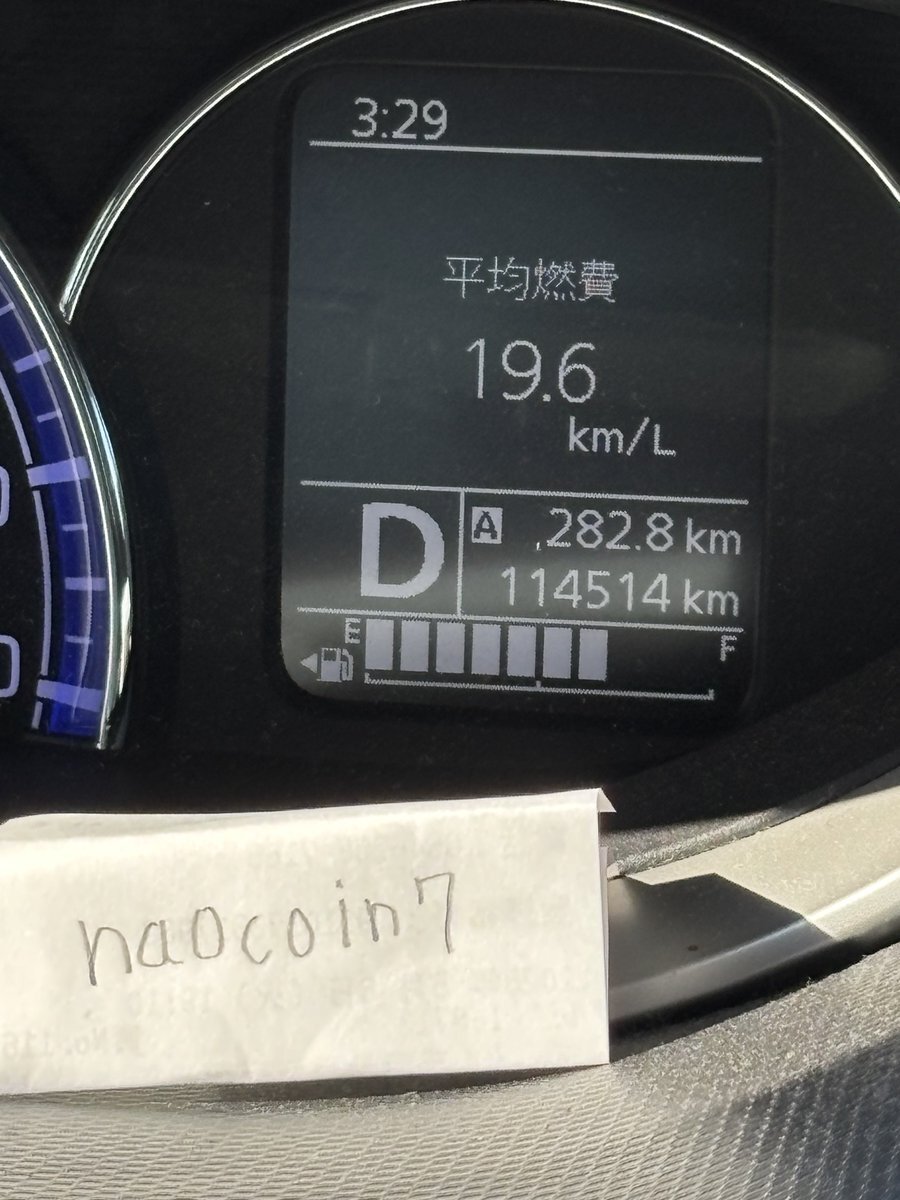 3:29
平均燃費
19.6
km/L
D
A 282.8 km
114514 km
E F
naocoin7